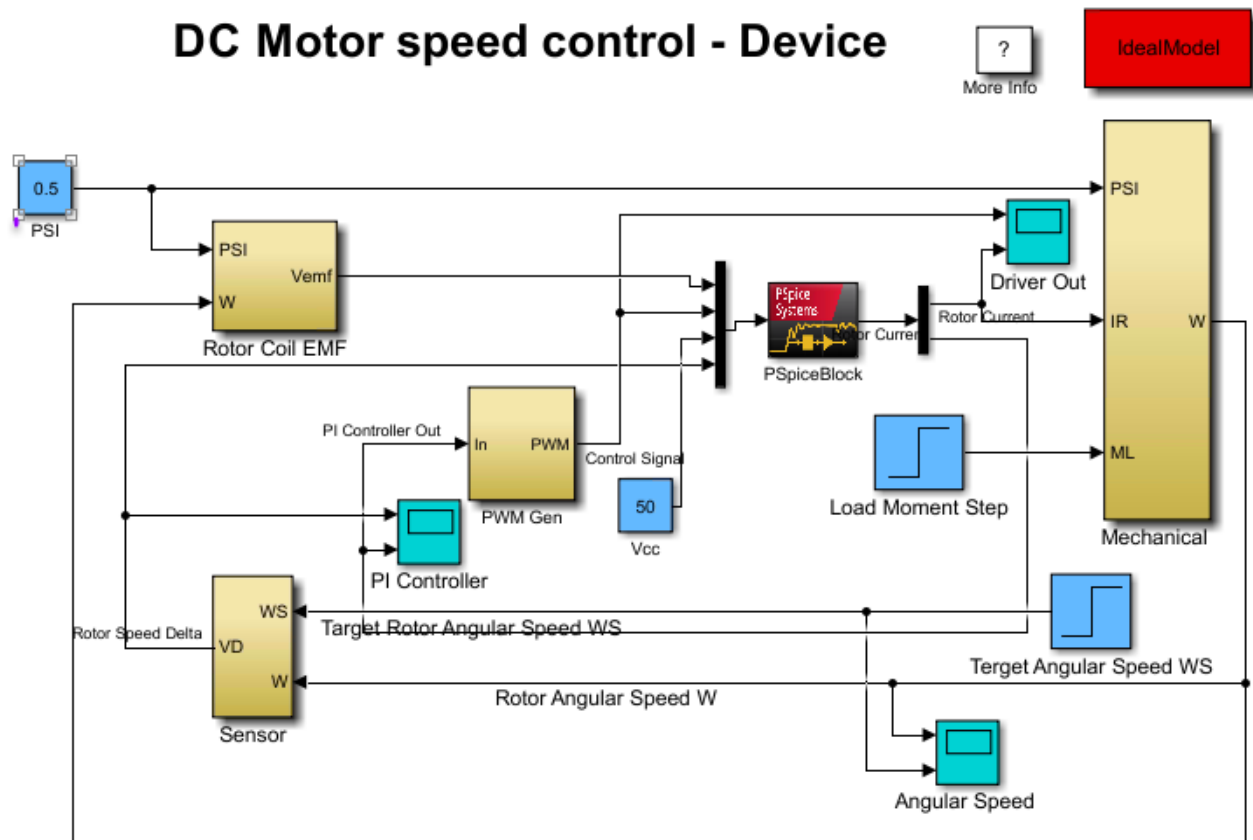 DC Motor speed control - Device
?
More Info
IdealModel
0.5
PSI
PSI
W
Vemf
Rotor Coil EMF
PSpice
Systems
PSpiceBlock
Rotor Current
Driver Out
PSI
IR
ML
W
Mechanical
PI Controller Out
In
PWM
PWM Gen
Control Signal
50
Vcc
Load Moment Step
PI Controller
WS
VD
W
Sensor
Rotor Speed Delta
Target Rotor Angular Speed WS
Terget Angular Speed WS
Rotor Angular Speed W
Angular Speed